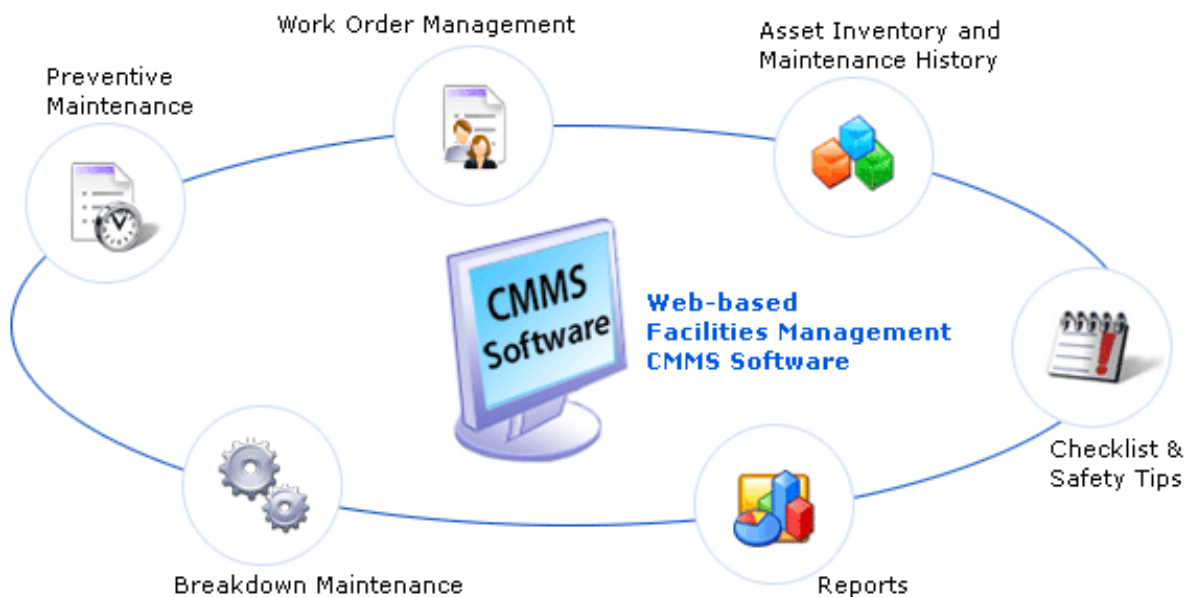 Work Order Management
Asset Inventory and
Maintenance History
Preventive
Maintenance
CMMS
Software
Web-based
Facilities Management
CMMS Software
Checklist &
Safety Tips
Breakdown Maintenance
Reports